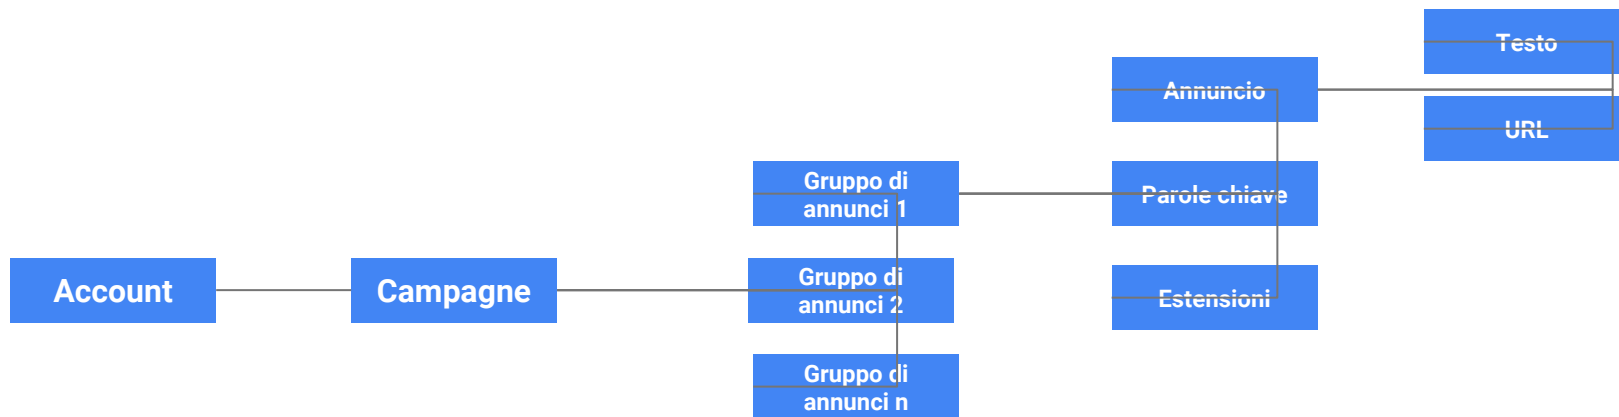 Account
Campagne
Gruppo di
annunci 1
Gruppo di
annunci 2
Gruppo di
annunci n
Annuncio
Parole chiave
Estensioni
Testo
URL